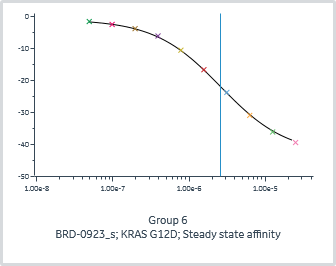 0
-10
-20
-30
-40
-50
1.00e-8
1.00e-7
1.00e-6
1.00e-5
Group 6
BRD-0923_s; KRAS G12D; Steady state affinity